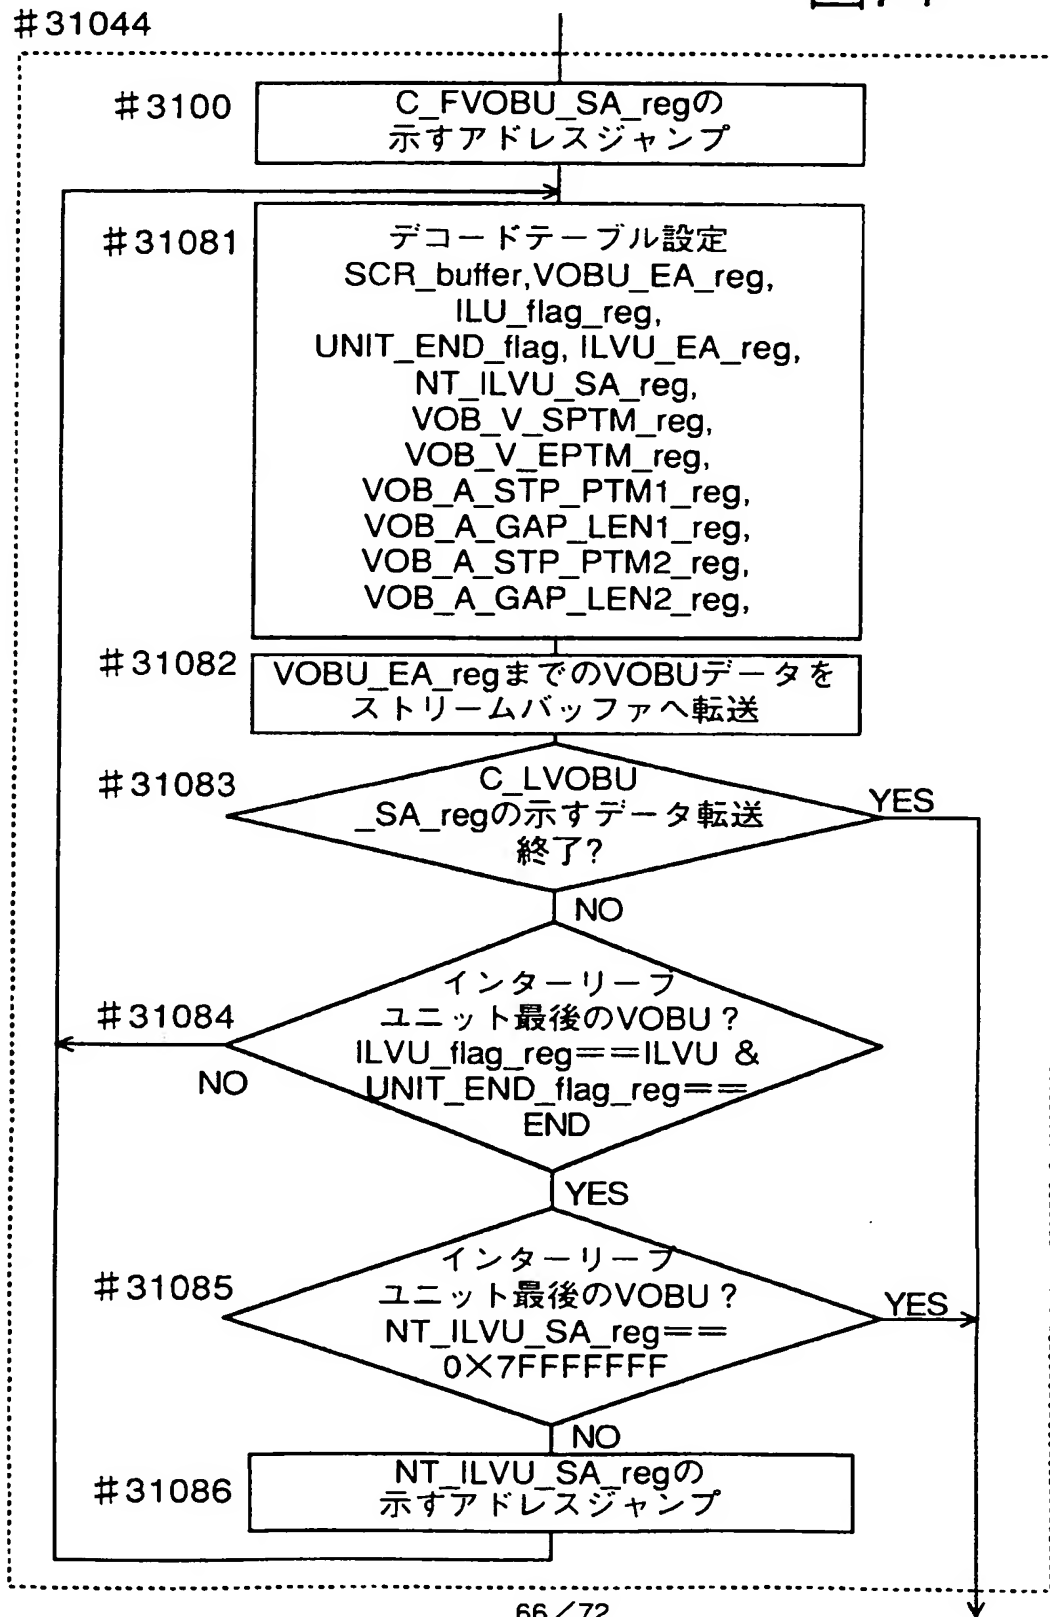 #31044
#3100
C_FVOBU_SA_regの
示すアドレスジャンプ
#31081
デコードテーブル設定
SCR_buffer,VOBU_EA_reg,
ILU_flag_reg,
UNIT_END_flag, ILVU_EA_reg,
NT_ILVU_SA_reg,
VOB_V_SPTM_reg,
VOB_V_EPTM_reg,
VOB_A_STP_PTM1_reg,
VOB_A_GAP_LEN1_reg,
VOB_A_STP_PTM2_reg,
VOB_A_GAP_LEN2_reg,
#31082
VOBU_EA_regまでのVOBUデータを
ストリームバッファへ転送
#31083
C_LVOBU
_SA_regの示すデータ転送
終了?
YES
NO
#31084
インターリーブ
ユニット最後のVOBU?
ILVU_flag_reg==ILVU &
UNIT_END_flag_reg==
END
NO
YES
#31085
インターリーブ
ユニット最後のVOBU?
NT_ILVU_SA_reg==
0×7FFFFFFF
YES
NO
#31086
NT_ILVU_SA_regの
示すアドレスジャンプ
66/72